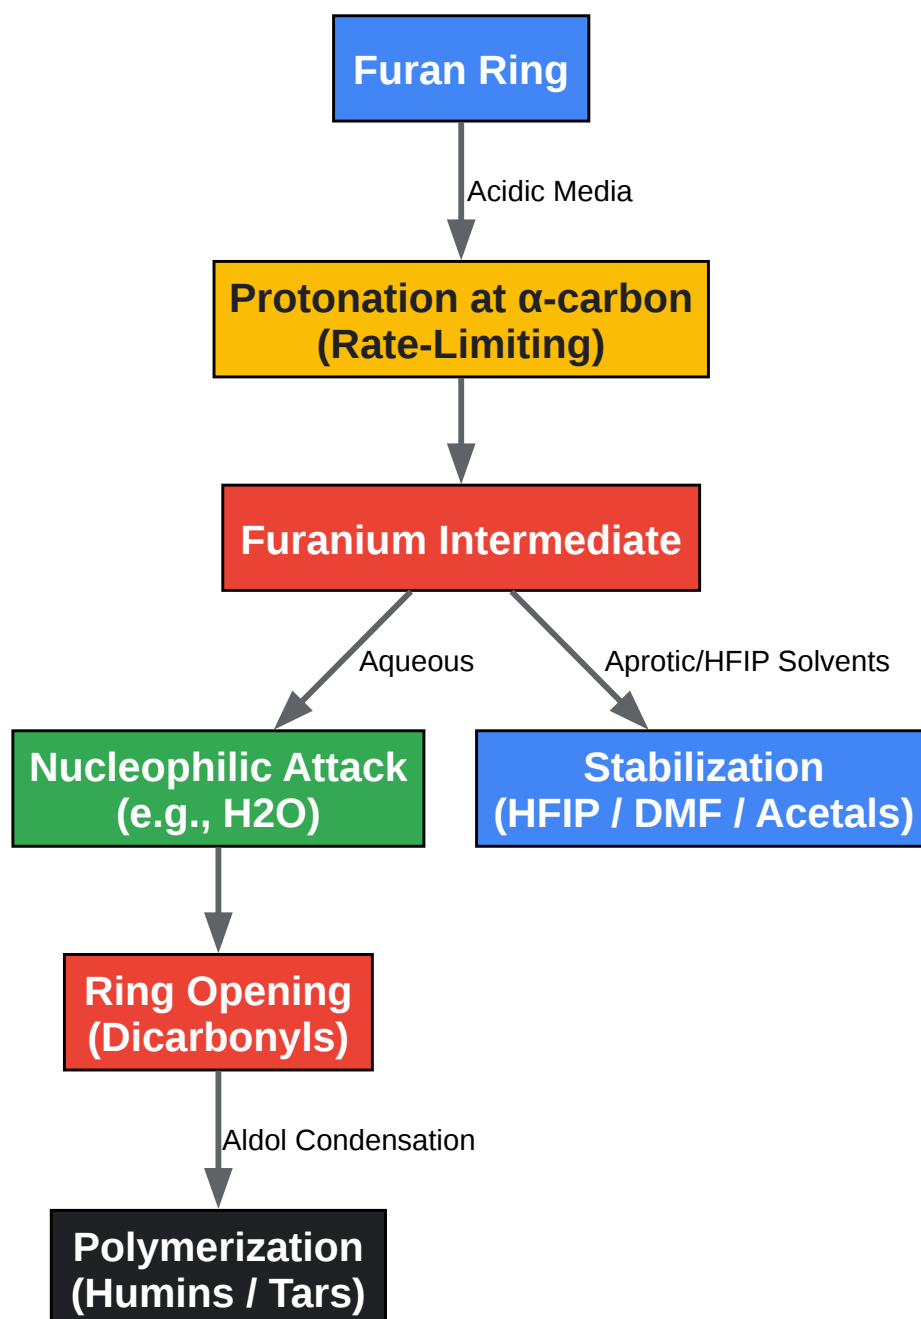 Furan Ring
Acidic Media
Protonation at α-carbon
(Rate-Limiting)
Furanium Intermediate
Aqueous
Aprotic/HFIP Solvents
Nucleophilic Attack
(e.g., H2O)
Stabilization
(HFIP / DMF / Acetals)
Ring Opening
(Dicarbonyls)
Aldol Condensation
Polymerization
(Humins / Tars)